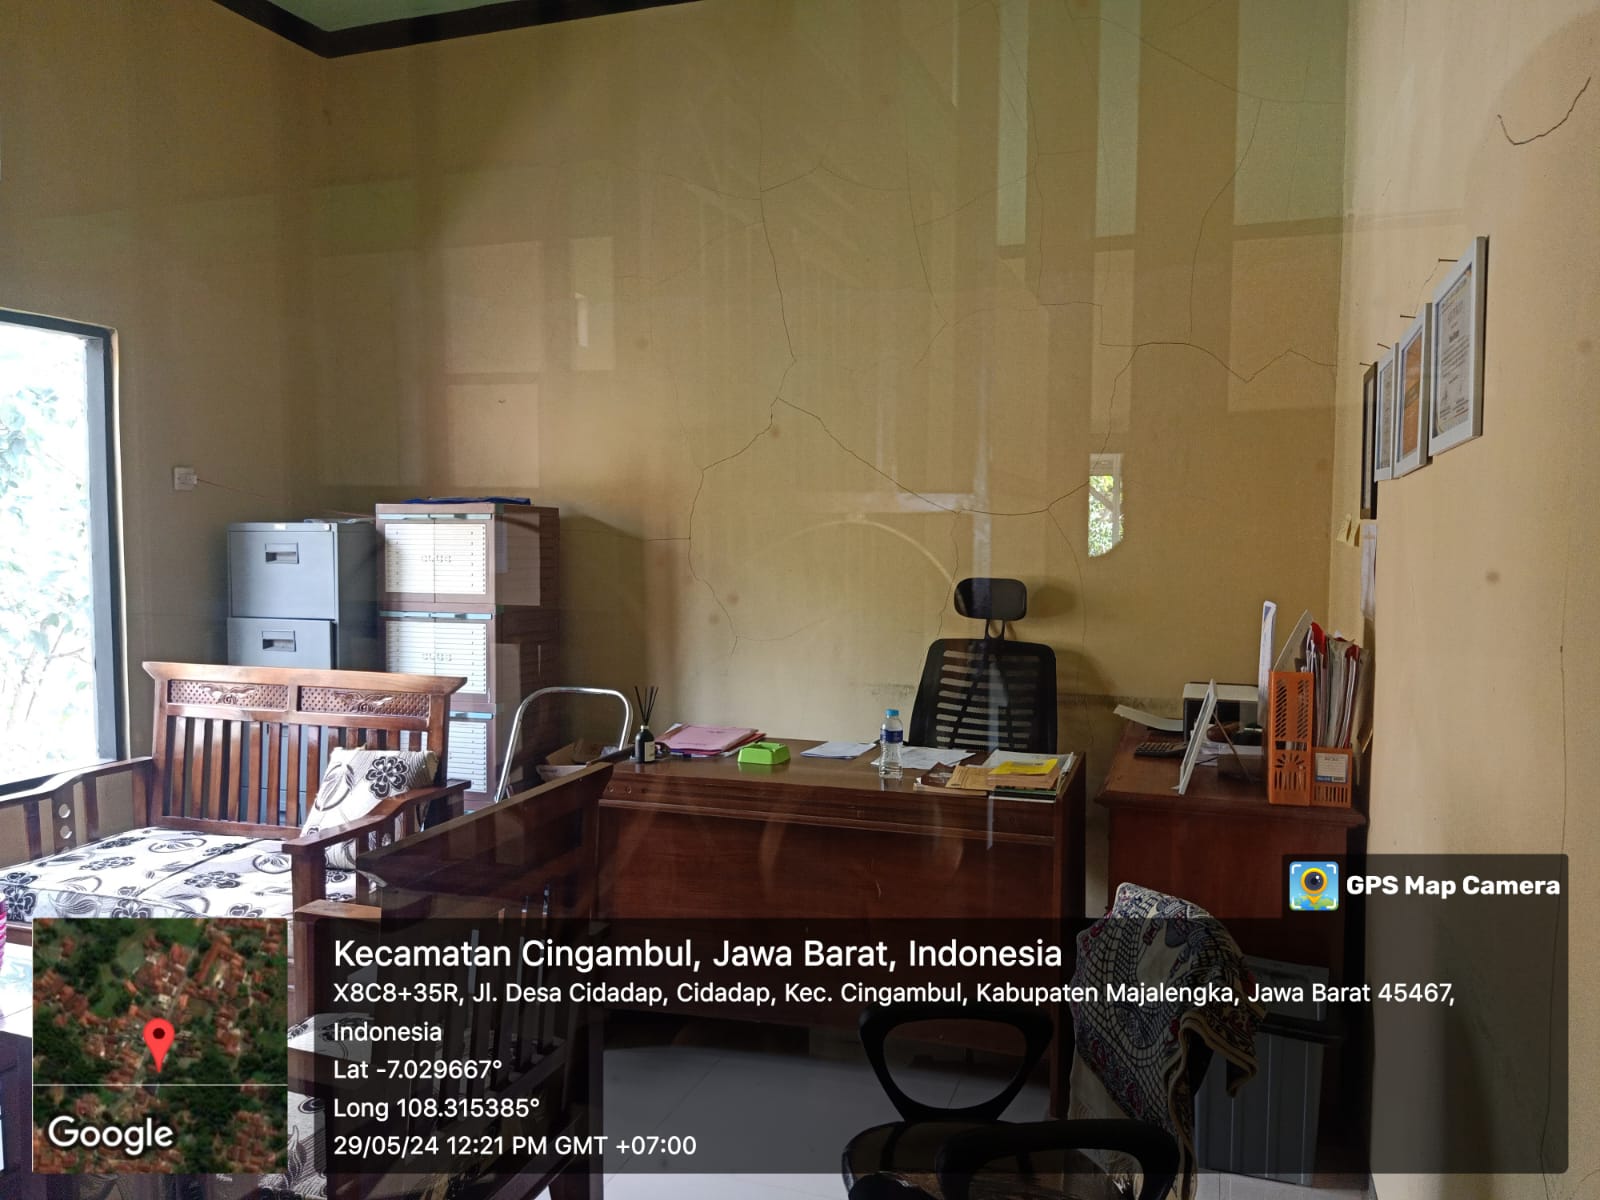 GPS Map Camera
Kecamatan Cingambul, Jawa Barat, Indonesia
X8C8+35R, Jl. Desa Cidadap, Cidadap, Kec. Cingambul, Kabupaten Majalengka, Jawa Barat 45467,
Indonesia
Lat -7.029667°
Long 108.315385°
29/05/24 12:21 PM GMT +07:00
Google